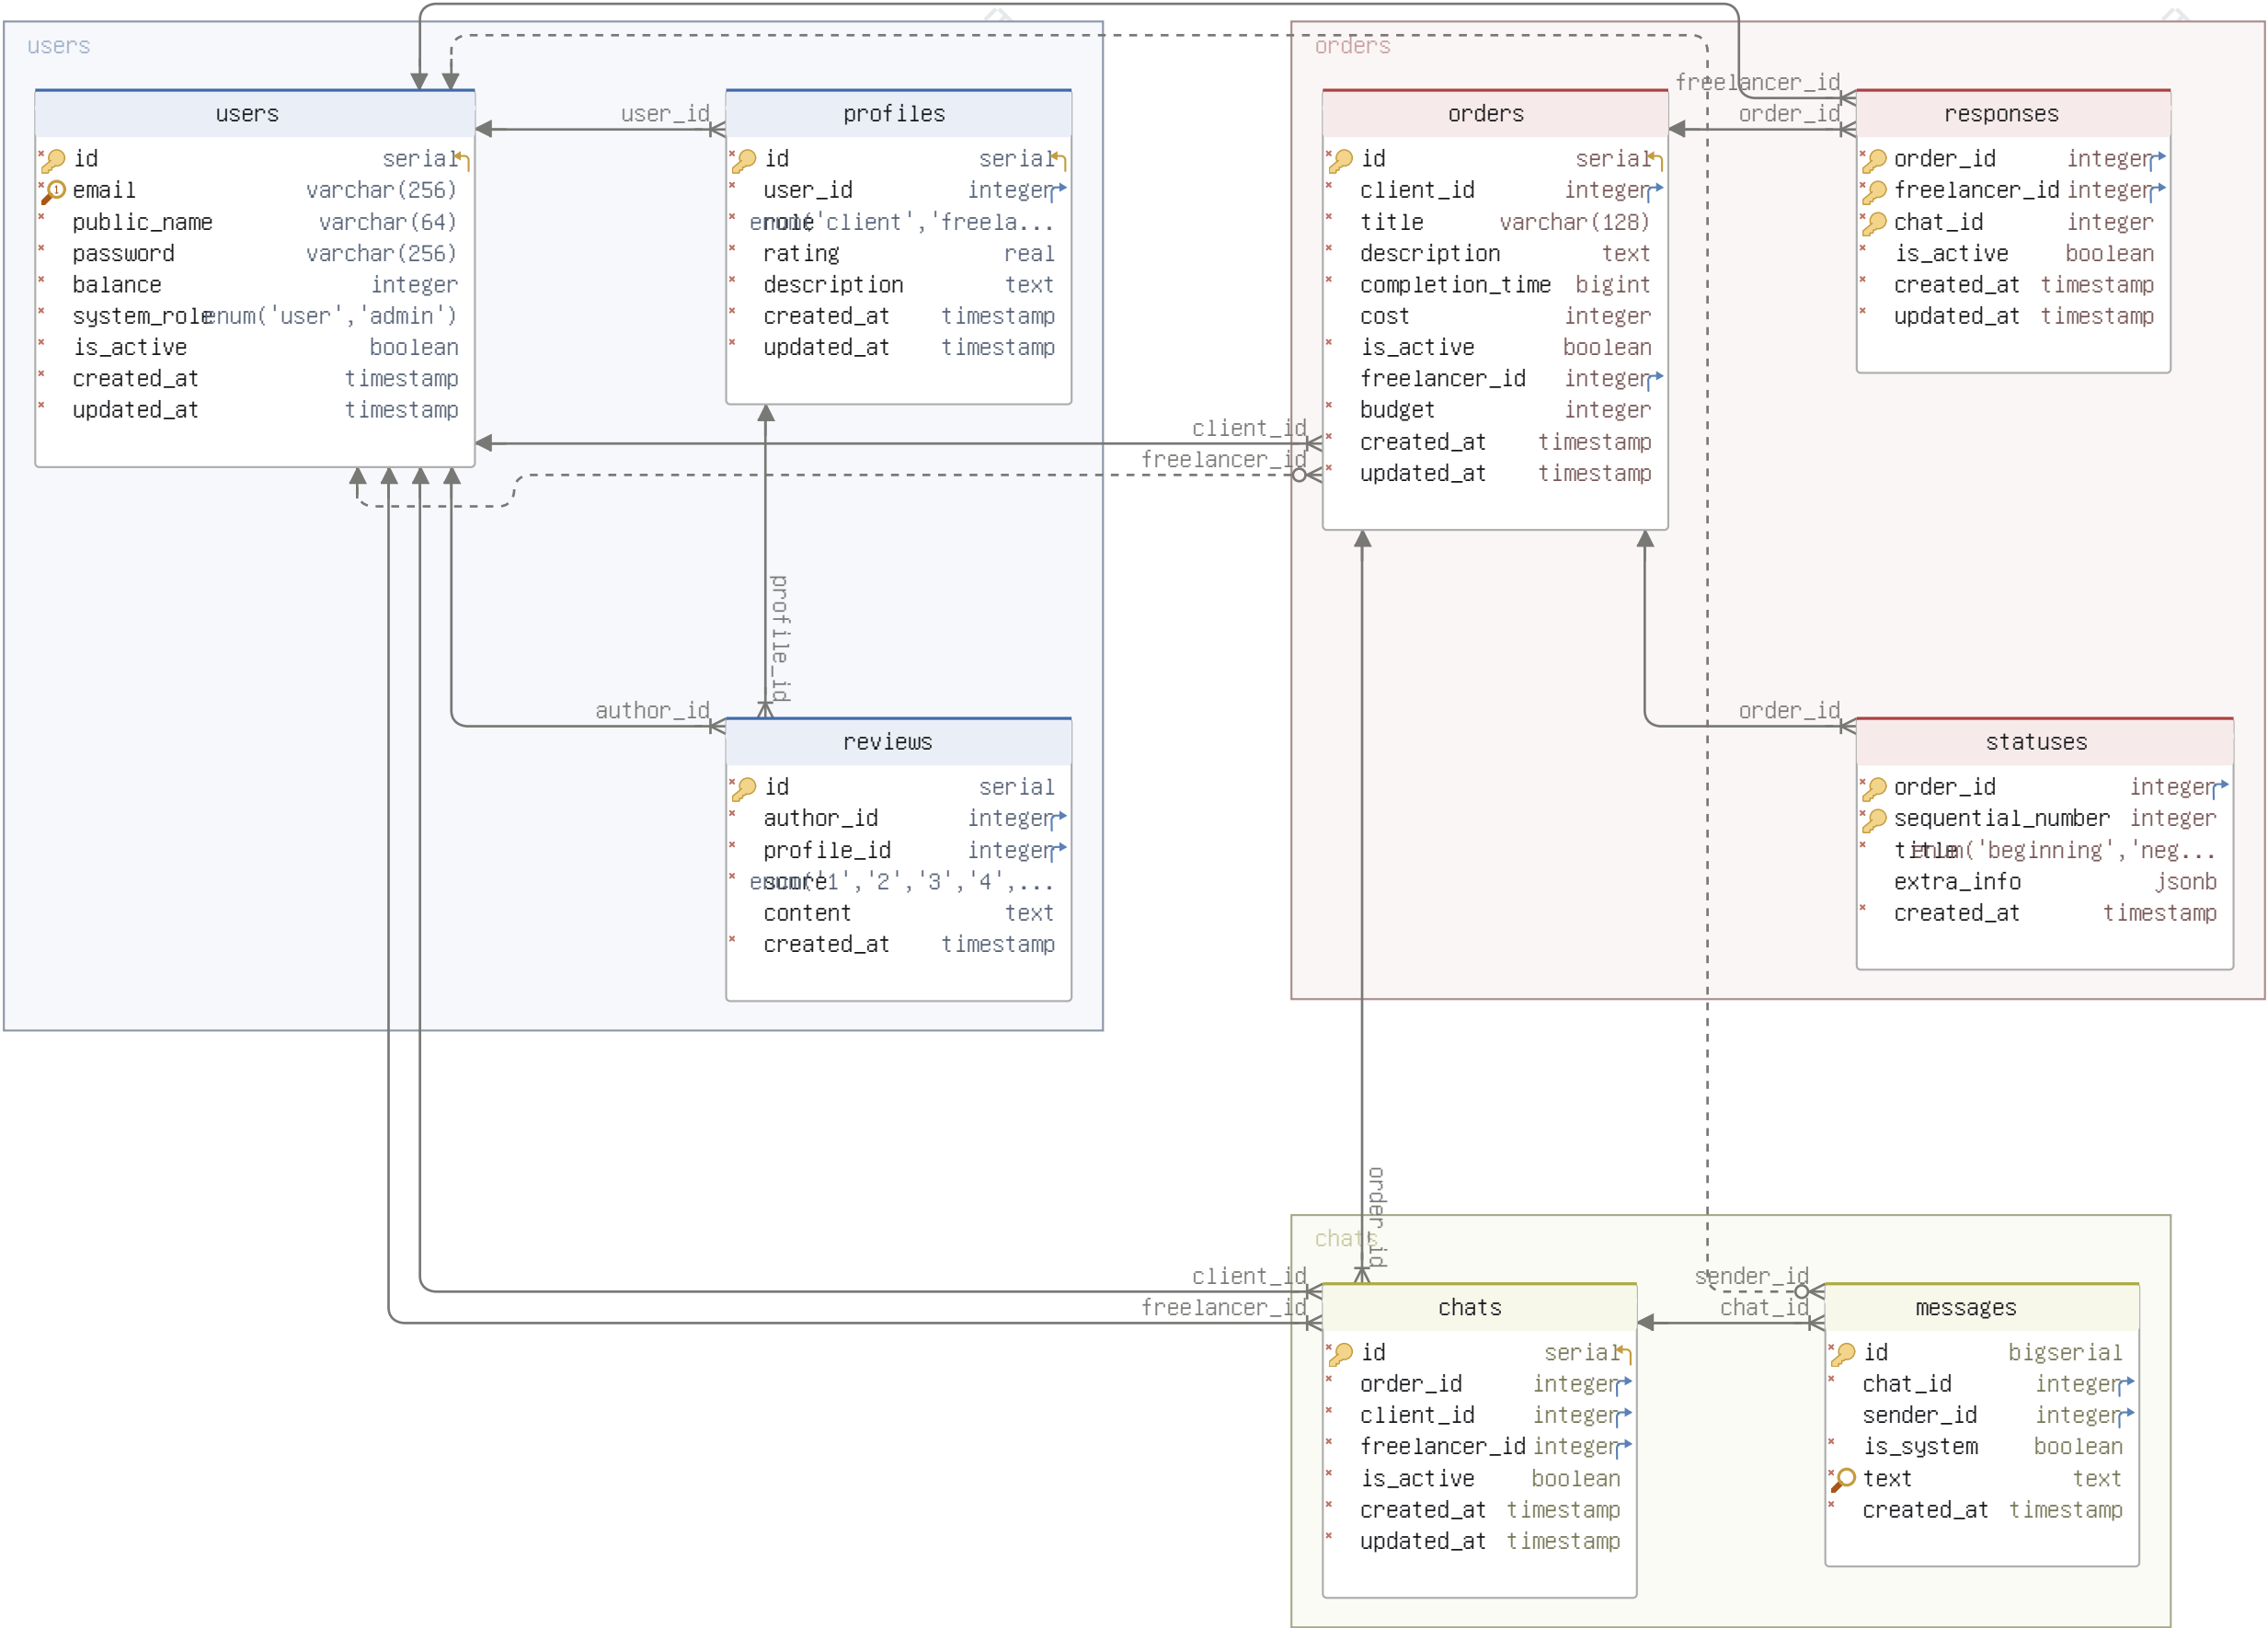 users
users
id serial
email varchar(256)
public_name varchar(64)
password varchar(256)
balance integer
system_role enum('user','admin')
is_active boolean
created_at timestamp
updated_at timestamp
user_id
profiles
id serial
user_id integer
role enum('client','freela...
rating real
description text
created_at timestamp
updated_at timestamp
profile_id
author_id
reviews
id serial
author_id integer
profile_id integer
score enum('1','2','3','4',...
content text
created_at timestamp
client_id
freelancer_id
orders
orders
id serial
client_id integer
title varchar(128)
description text
completion_time bigint
cost integer
is_active boolean
freelancer_id integer
budget integer
created_at timestamp
updated_at timestamp
freelancer_id
order_id
responses
order_id integer
freelancer_id integer
chat_id integer
is_active boolean
created_at timestamp
updated_at timestamp
order_id
statuses
order_id integer
sequential_number integer
title enum('beginning','neg...
extra_info jsonb
created_at timestamp
order_id
chats
client_id
freelancer_id
chats
id serial
order_id integer
client_id integer
freelancer_id integer
is_active boolean
created_at timestamp
updated_at timestamp
sender_id
chat_id
messages
id bigserial
chat_id integer
sender_id integer
is_system boolean
text text
created_at timestamp